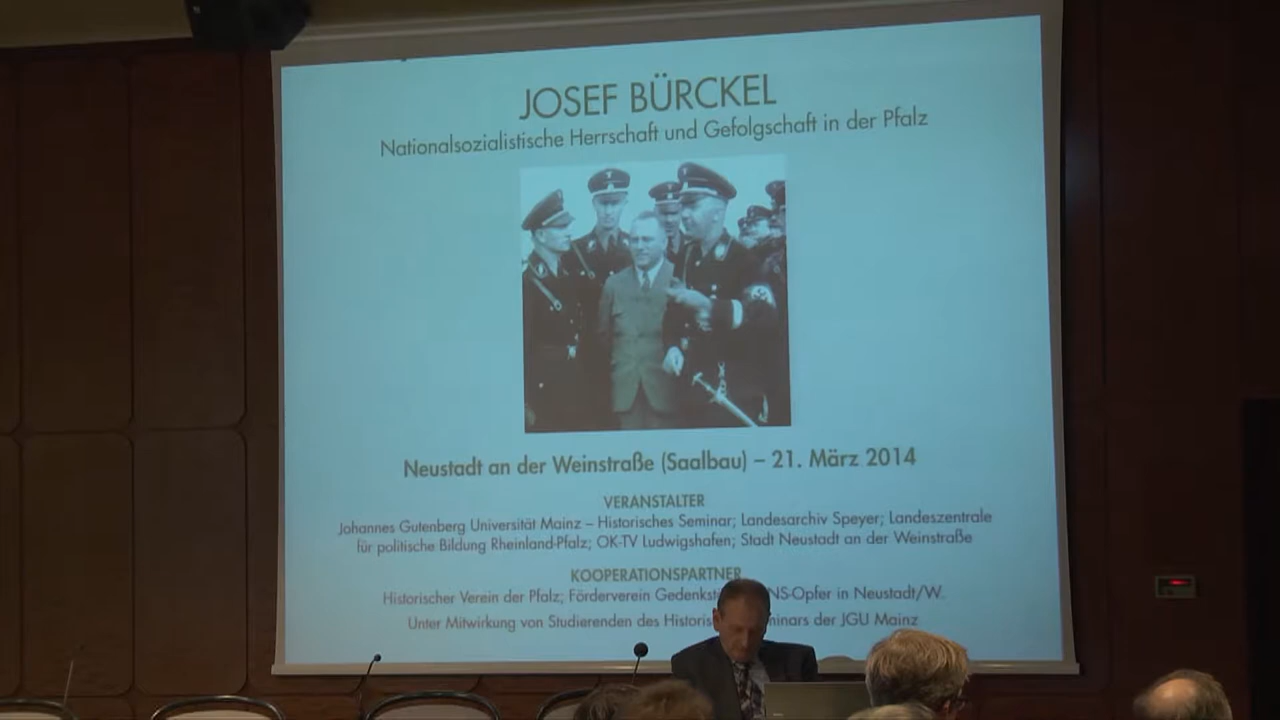 JOSEF BÜRCKEL
Nationalsozialistische Herrschaft und Gefolgschaft in der Pfalz
Neustadt an der Weinstraße (Saalbau) – 21. März 2014
VERANSTALTER
Johannes Gutenberg Universität Mainz – Historisches Seminar; Landesarchiv Speyer; Landeszentrale
für politische Bildung Rheinland-Pfalz; OK-TV Ludwigshafen; Stadt Neustadt an der Weinstraße
KOOPERATIONSPARTNER
Historischer Verein der Pfalz; Förderverein Gedenkst NS-Opfer in Neustadt/W.
Unter Mitwirkung von Studierenden des Historis minars der JGU Mainz